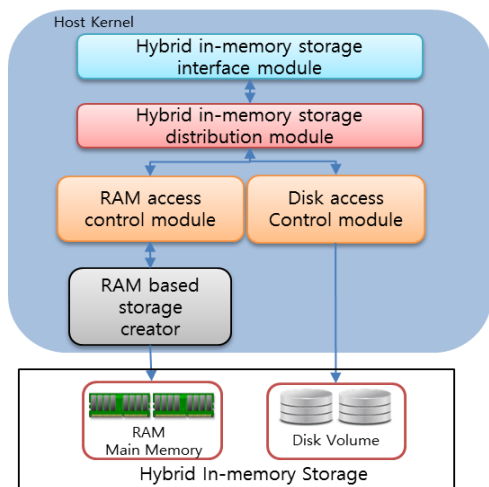 Host Kernel
Hybrid in-memory storage
interface module
Hybrid in-memory storage
distribution module
RAM access
control module
Disk access
Control module
RAM based
storage
creator
RAM
Main Memory
Disk Volume
Hybrid In-memory Storage